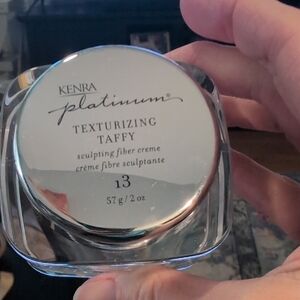 KENRA
platinum®
TEXTURIZING
TAFFY
sculpting fiber creme
crème fibre sculptante
13
57 g / 2 oz